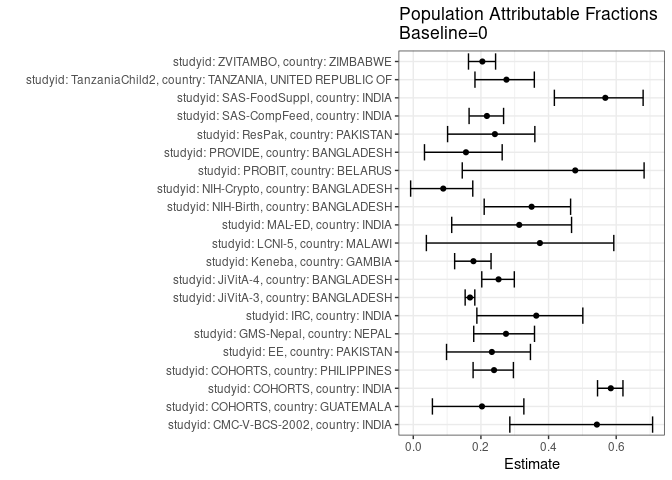 Population Attributable Fractions
Baseline=0
studyid: ZVITAMBO, country: ZIMBABWE
studyid: TanzaniaChild2, country: TANZANIA, UNITED REPUBLIC OF
studyid: SAS-FoodSuppl, country: INDIA
studyid: SAS-CompFeed, country: INDIA
studyid: ResPak, country: PAKISTAN
studyid: PROVIDE, country: BANGLADESH
studyid: PROBIT, country: BELARUS
studyid: NIH-Crypto, country: BANGLADESH
studyid: NIH-Birth, country: BANGLADESH
studyid: MAL-ED, country: INDIA
studyid: LCNI-5, country: MALAWI
studyid: Keneba, country: GAMBIA
studyid: JiVitA-4, country: BANGLADESH
studyid: JiVitA-3, country: BANGLADESH
studyid: IRC, country: INDIA
studyid: GMS-Nepal, country: NEPAL
studyid: EE, country: PAKISTAN
studyid: COHORTS, country: PHILIPPINES
studyid: COHORTS, country: INDIA
studyid: COHORTS, country: GUATEMALA
studyid: CMC-V-BCS-2002, country: INDIA
0.0 0.2 0.4 0.6
Estimate